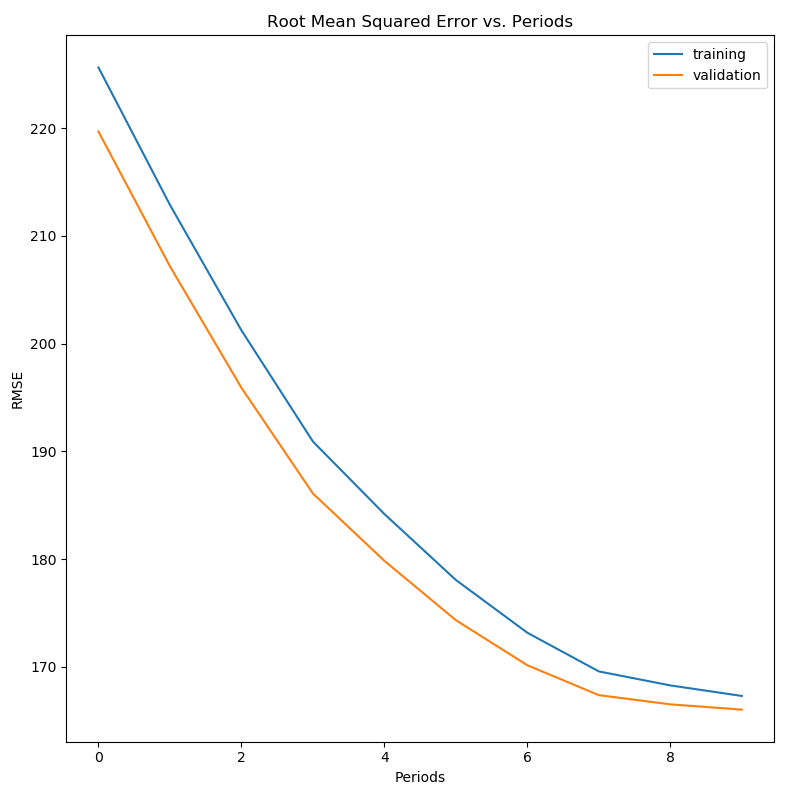 Root Mean Squared Error vs. Periods
training
validation
220
210
200
190
180
170
RMSE
0 2 4 6 8
Periods